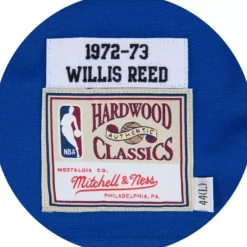 1972-73
WILLIS REED
HARDWOOD
AUTHENTIC
CLASSICS
NBA
NOSTALGIA CO.
Mitchell & Ness
PHILADELPHIA, PA.
44(L)